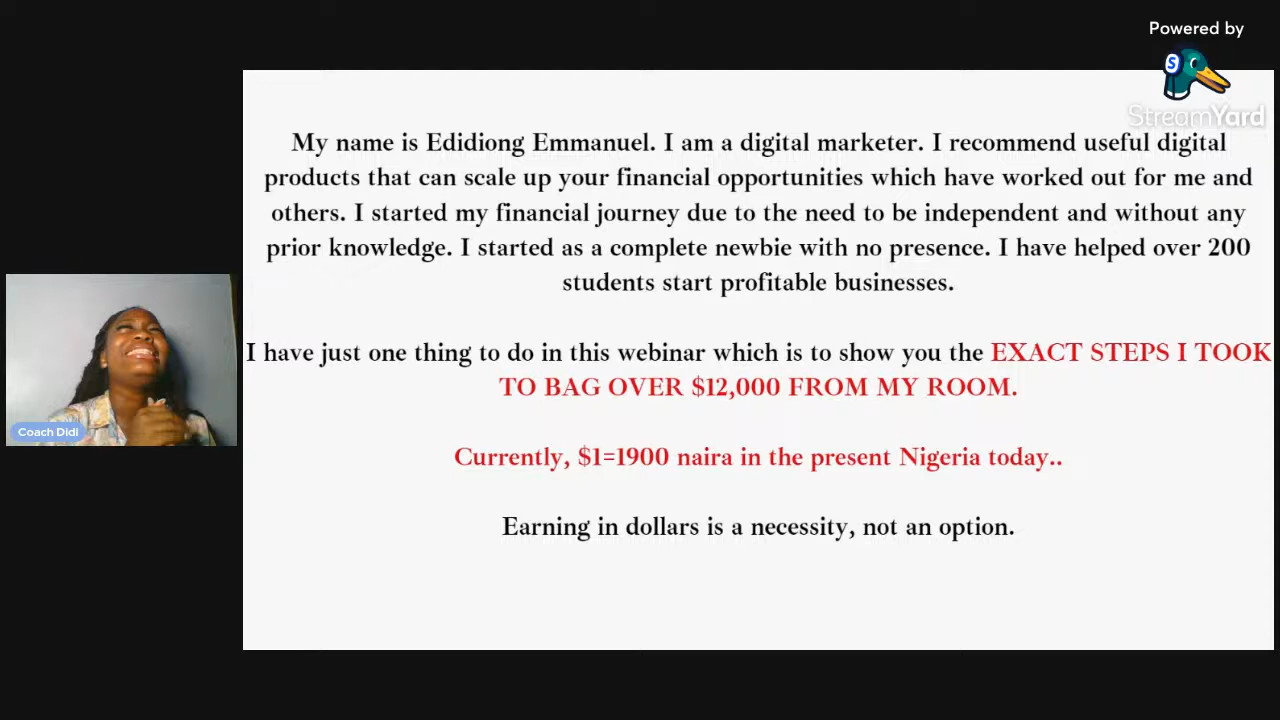 Powered by
StreamYard
My name is Edidiong Emmanuel. I am a digital marketer. I recommend useful digital
products that can scale up your financial opportunities which have worked out for me and
others. I started my financial journey due to the need to be independent and without any
prior knowledge. I started as a complete newbie with no presence. I have helped over 200
students start profitable businesses.
I have just one thing to do in this webinar which is to show you the EXACT STEPS I TOOK
TO BAG OVER $12,000 FROM MY ROOM.
Currently, $1=1900 naira in the present Nigeria today..
Earning in dollars is a necessity, not an option.
Coach Didi